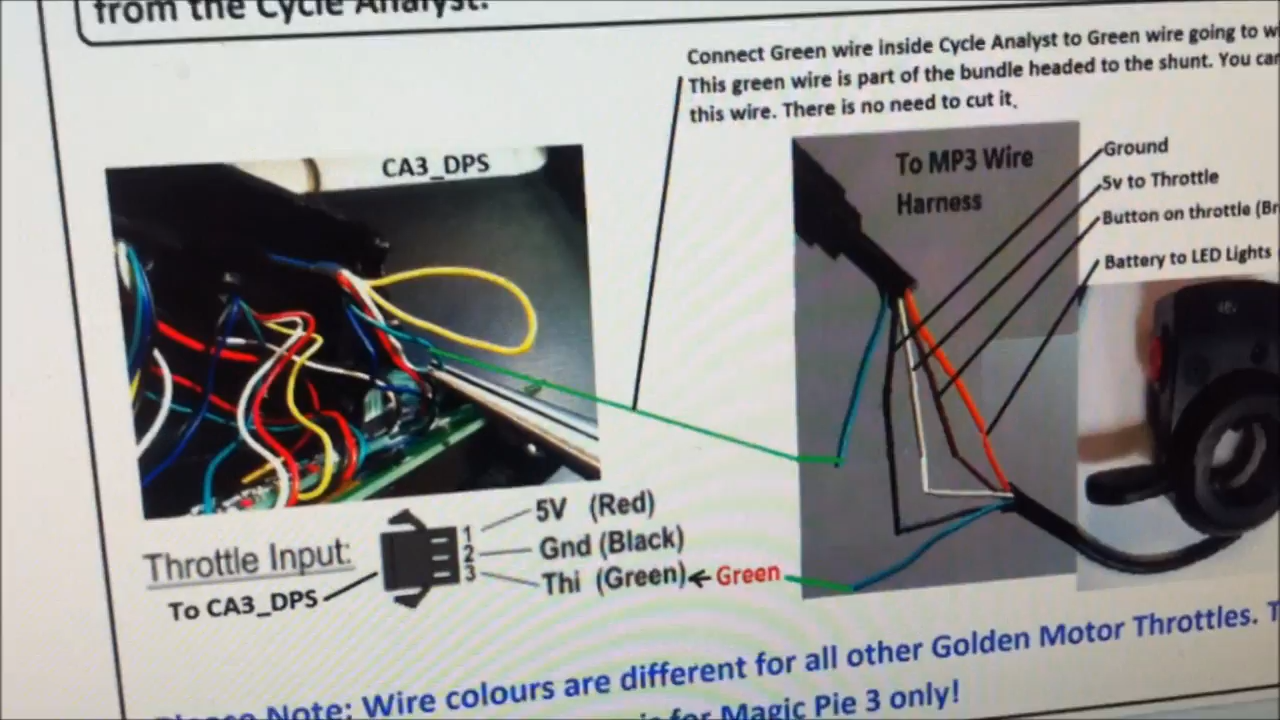 from the Cycle Analyst.
Connect Green wire inside Cycle Analyst to Green wire going to
This green wire is part of the bundle headed to the shunt. You can
this wire. There is no need to cut it.
CA3_DPS
To MP3 Wire
Harness
Ground
5v to Throttle
Button on throttle (Br
Battery to LED Lights
Throttle Input:
To CA3_DPS
1
2
3
5V (Red)
Gnd (Black)
Thi (Green)← Green
Note: Wire colours are different for all other Golden Motor Throttles. T
for Magic Pie 3 only!